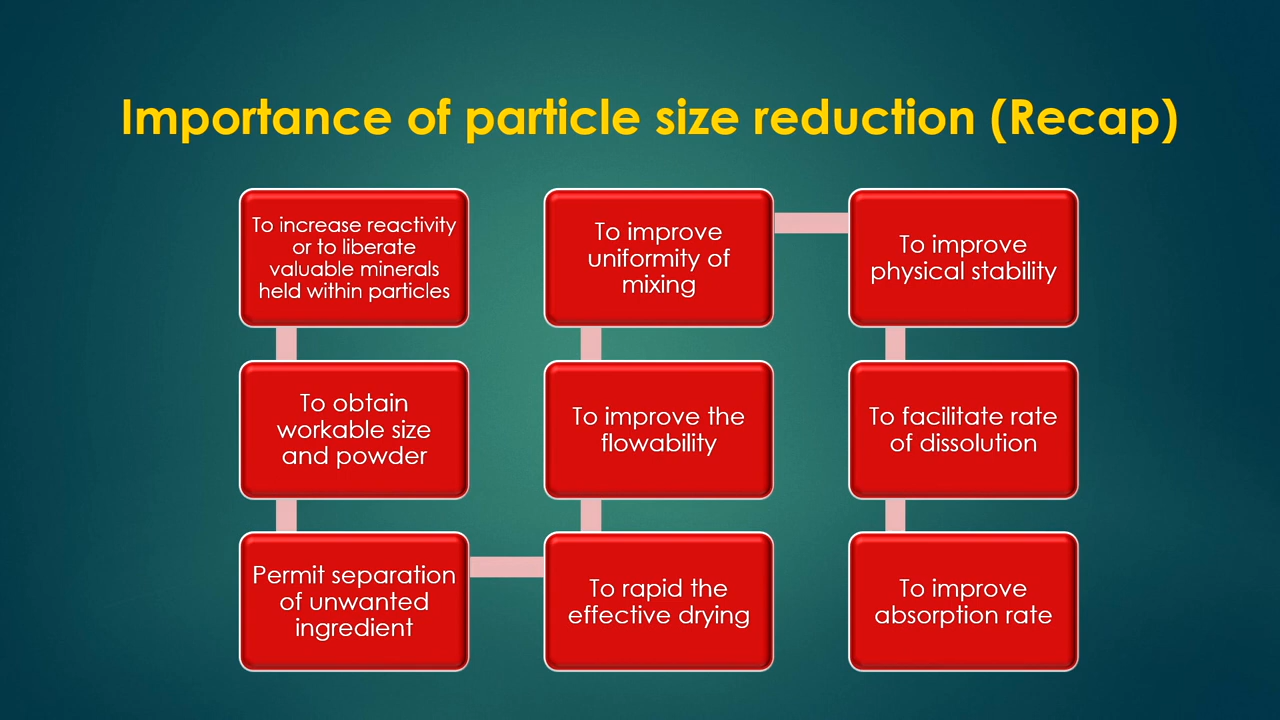 Importance of particle size reduction (Recap)
To increase reactivity
or to liberate
valuable minerals
held within particles
To obtain
workable size
and powder
Permit separation
of unwanted
ingredient
To rapid the
effective drying
To improve the
flowability
To improve
uniformity of
mixing
To improve
physical stability
To facilitate rate
of dissolution
To improve
absorption rate